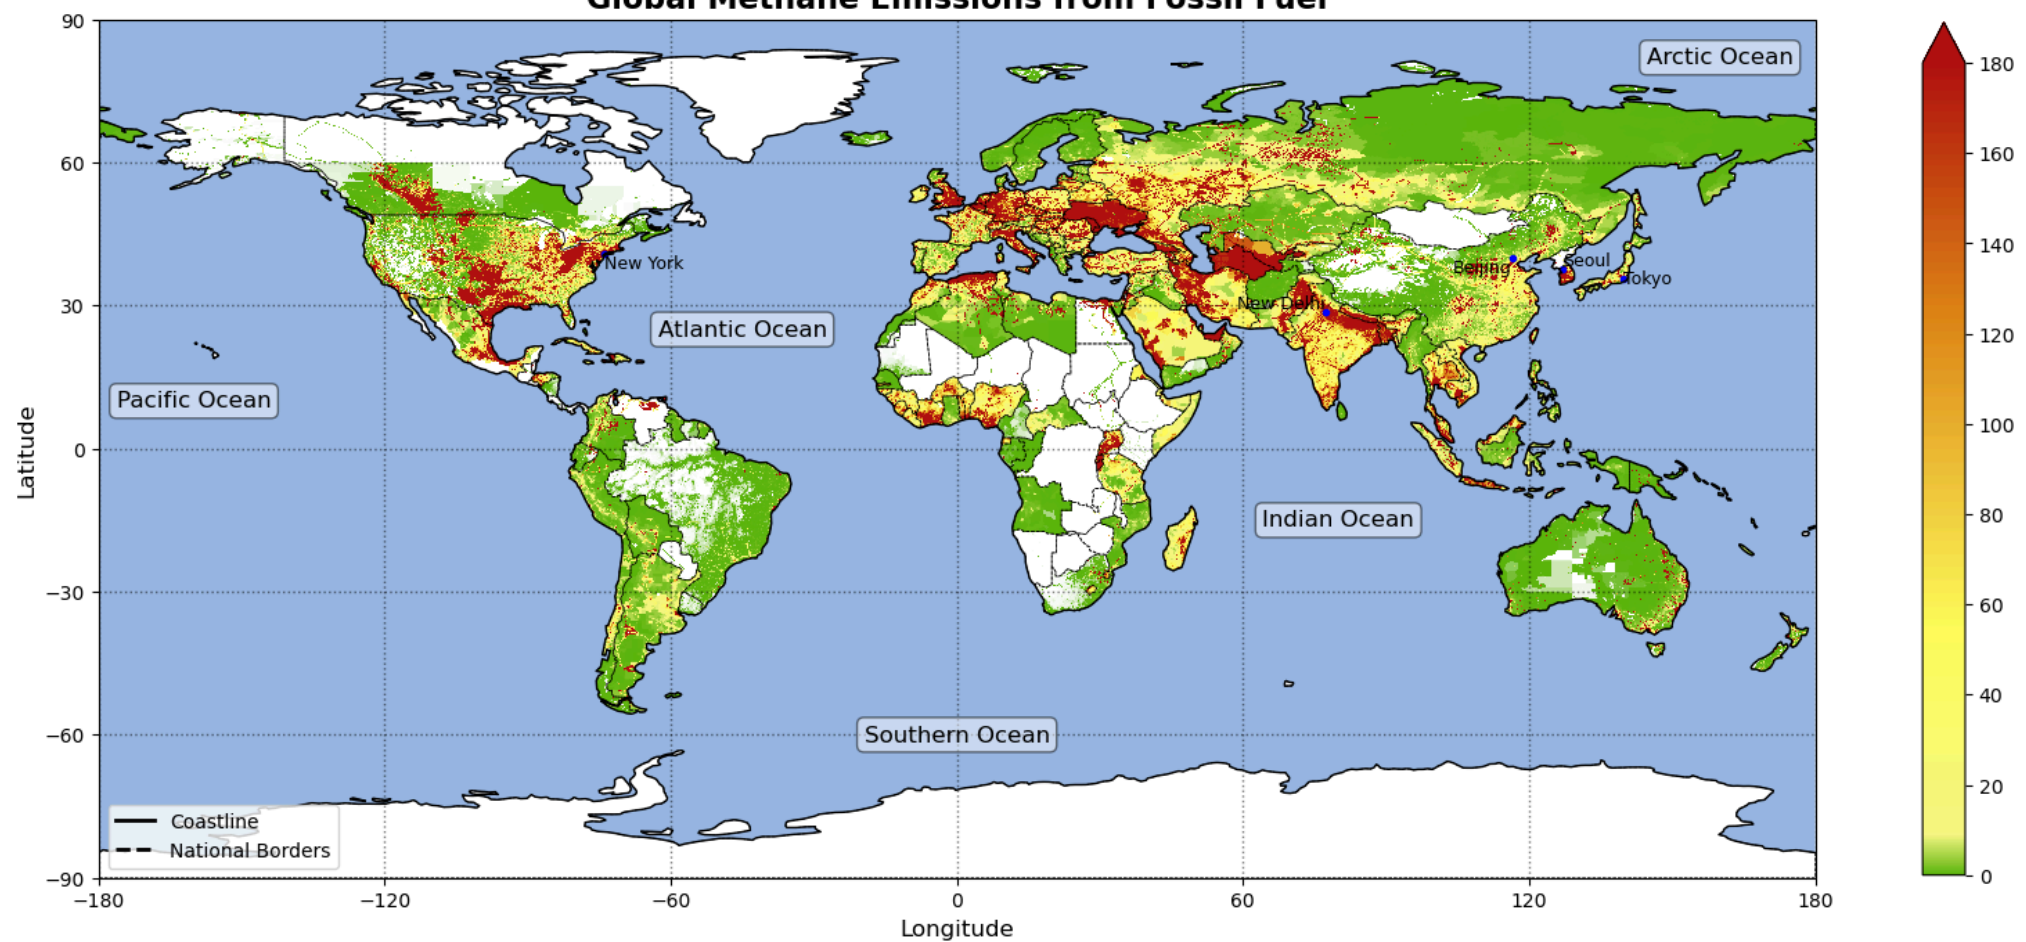 Global Methane Emissions from Fossil Fuel
90
60
30
0
−30
−60
−90
Latitude
−180
−120
−60
0
60
120
180
Longitude
Arctic Ocean
New York
Beijing
Seoul
Tokyo
New Delhi
Atlantic Ocean
Pacific Ocean
Indian Ocean
Southern Ocean
Coastline
National Borders
180
160
140
120
100
80
60
40
20
0